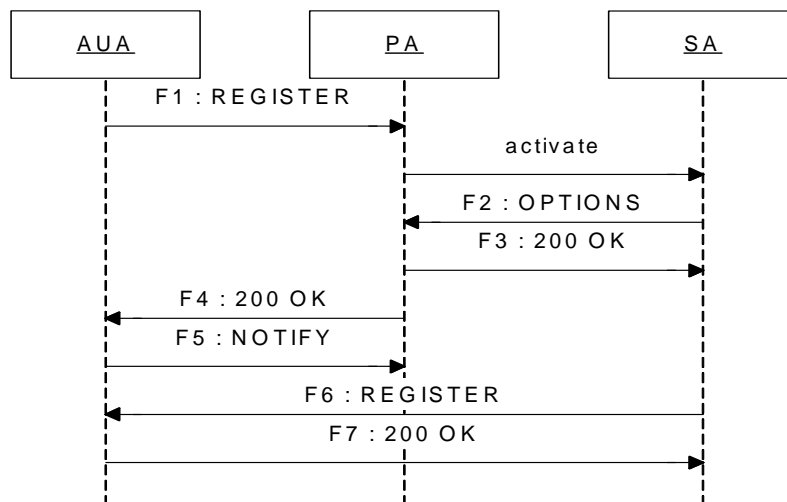 AUA PA SA
F1 : REGISTER
activate
F2 : OPTIONS
F3 : 200 OK
F4 : 200 OK
F5 : NOTIFY
F6 : REGISTER
F7 : 200 OK